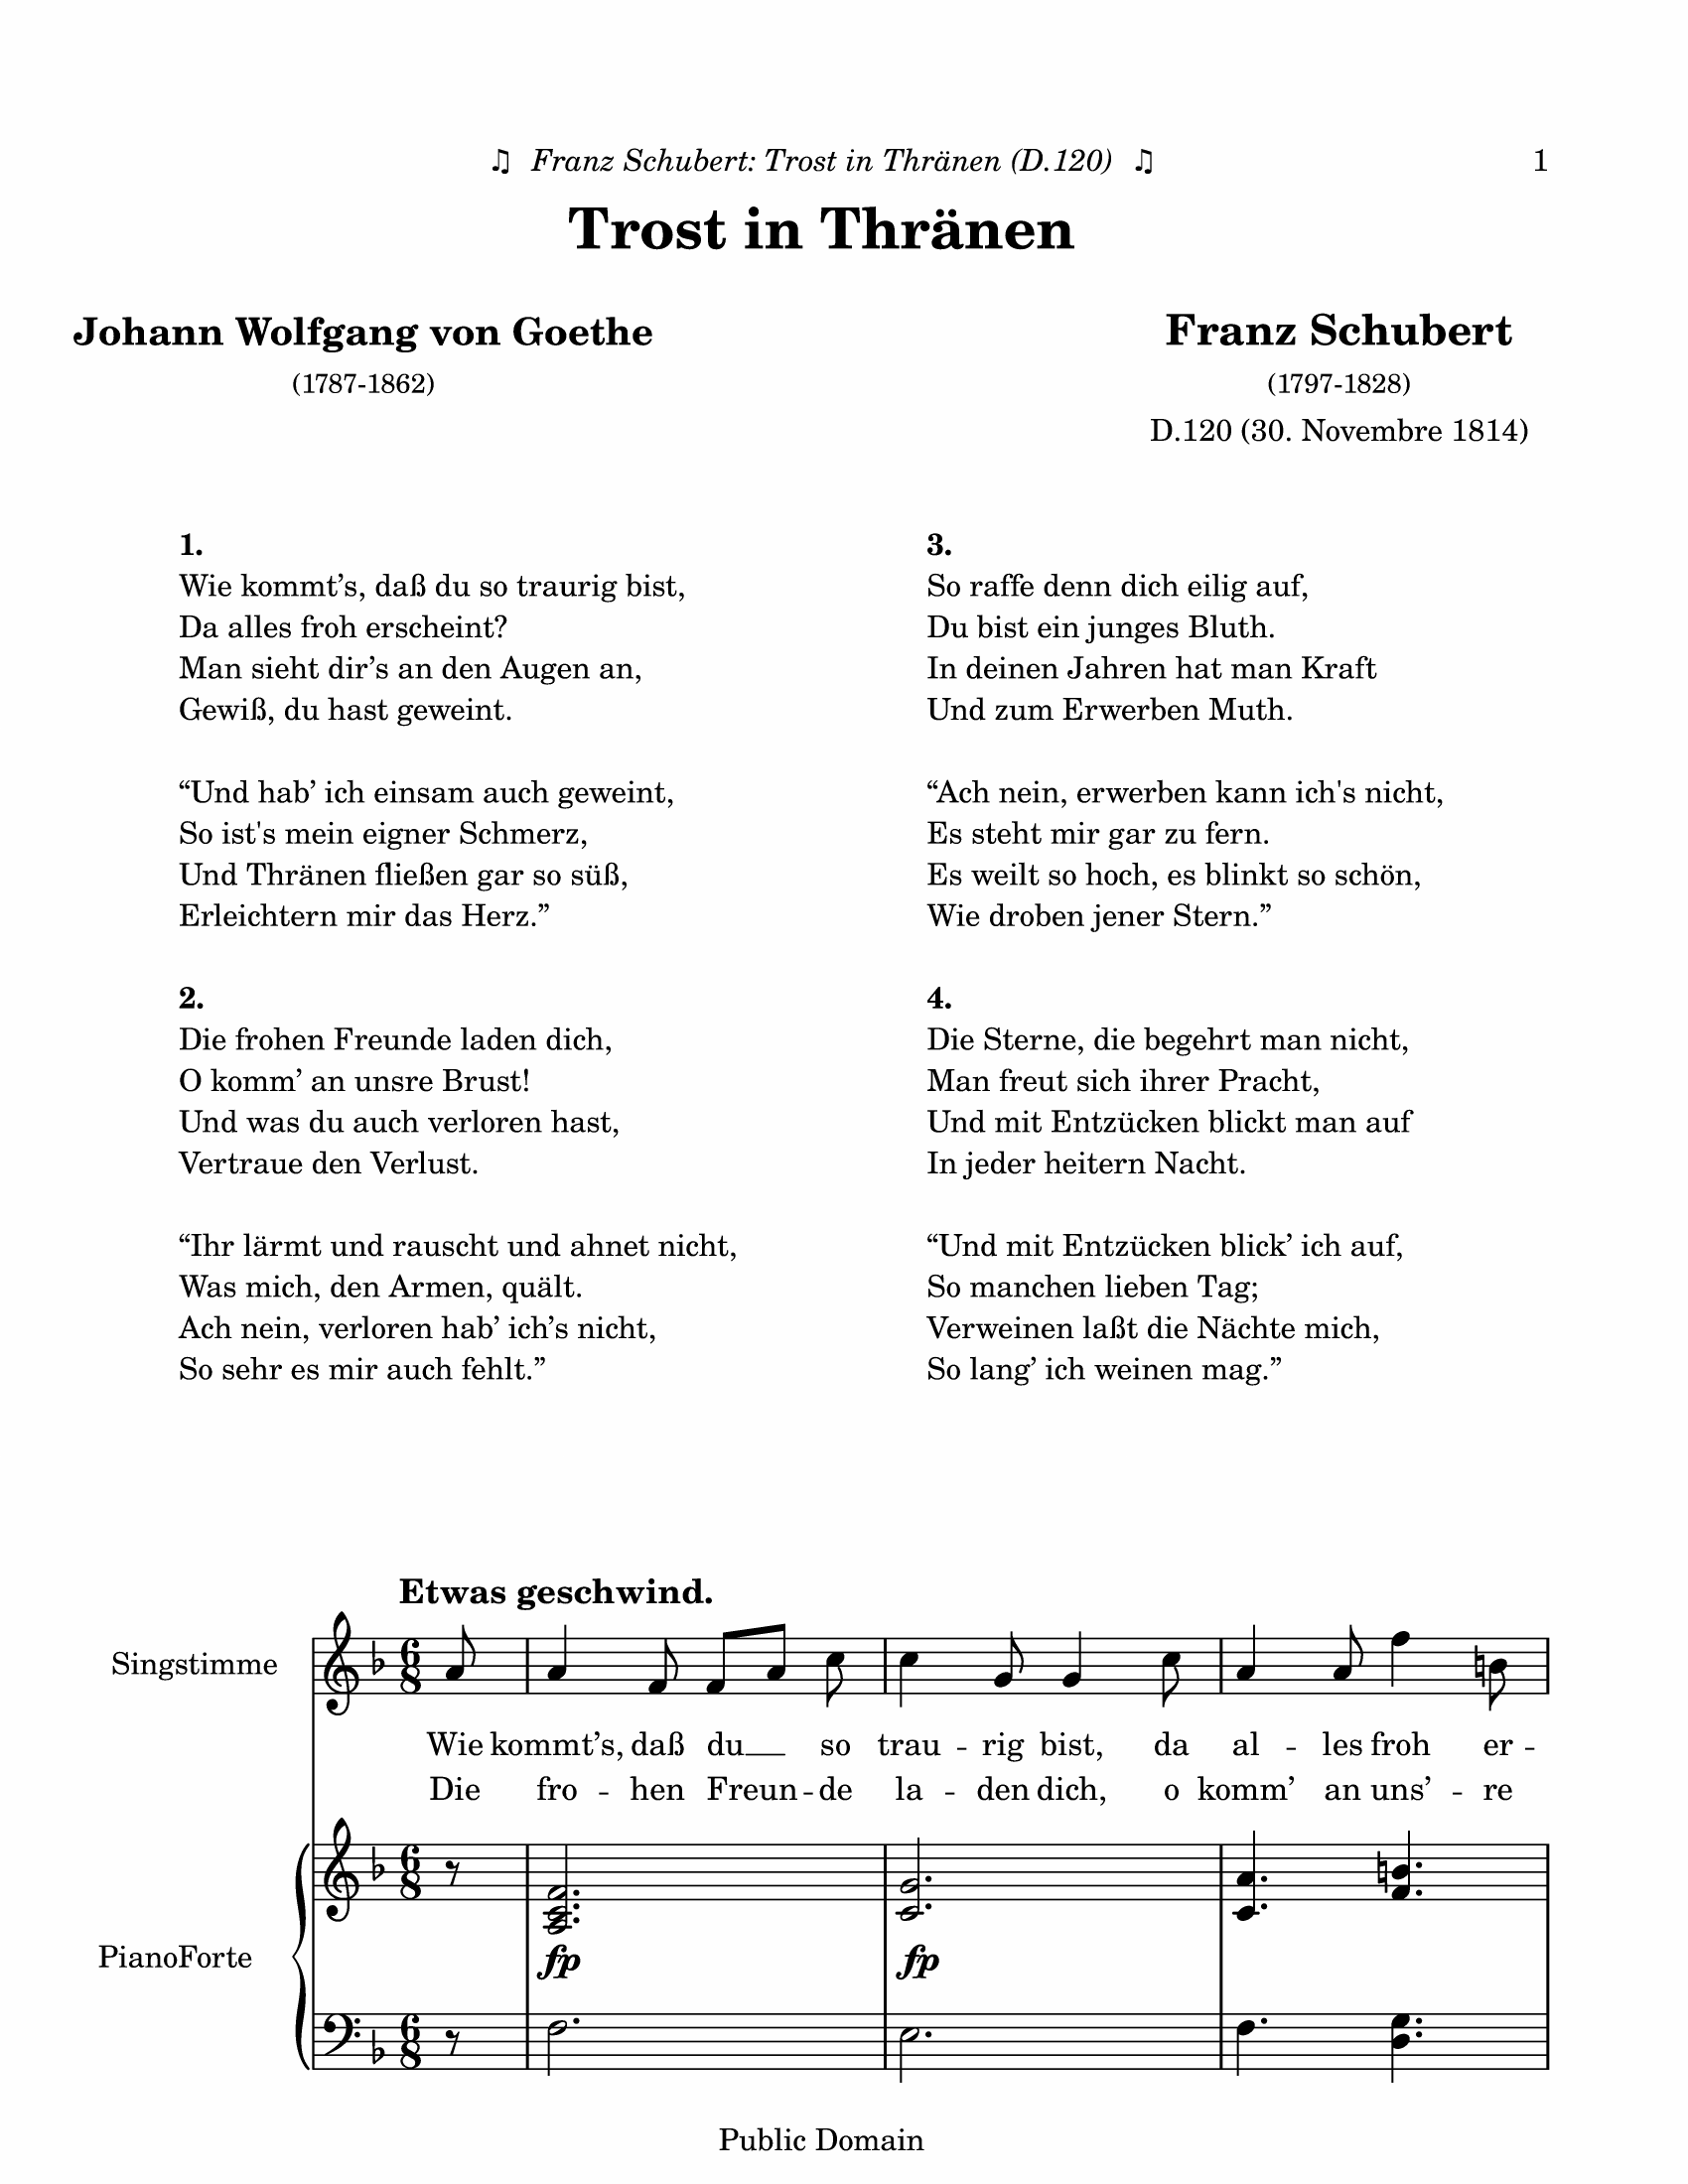 ♫ Franz Schubert: Trost in Thränen (D.120) ♫ 1
Trost in Thränen
Johann Wolfgang von Goethe
(1787-1862)
Franz Schubert
(1797-1828)
D.120 (30. Novembre 1814)
1.
Wie kommt’s, daß du so traurig bist,
Da alles froh erscheint?
Man sieht dir’s an den Augen an,
Gewiß, du hast geweint.
“Und hab’ ich einsam auch geweint,
So ist's mein eigner Schmerz,
Und Thränen fließen gar so süß,
Erleichtern mir das Herz.”
2.
Die frohen Freunde laden dich,
O komm’ an unsre Brust!
Und was du auch verloren hast,
Vertraue den Verlust.
“Ihr lärmt und rauscht und ahnet nicht,
Was mich, den Armen, quält.
Ach nein, verloren hab’ ich’s nicht,
So sehr es mir auch fehlt.”
3.
So raffe denn dich eilig auf,
Du bist ein junges Bluth.
In deinen Jahren hat man Kraft
Und zum Erwerben Muth.
“Ach nein, erwerben kann ich's nicht,
Es steht mir gar zu fern.
Es weilt so hoch, es blinkt so schön,
Wie droben jener Stern.”
4.
Die Sterne, die begehrt man nicht,
Man freut sich ihrer Pracht,
Und mit Entzücken blickt man auf
In jeder heitern Nacht.
“Und mit Entzücken blick’ ich auf,
So manchen lieben Tag;
Verweinen laßt die Nächte mich,
So lang’ ich weinen mag.”
Etwas geschwind.
Singstimme
6
8
Wie kommt’s, daß du __ so trau - rig bist, da al - les froh er -
Die fro - hen Freun - de la - den dich, o komm’ an uns’ - re
PianoForte
6
8
fp fp
6
8
Public Domain